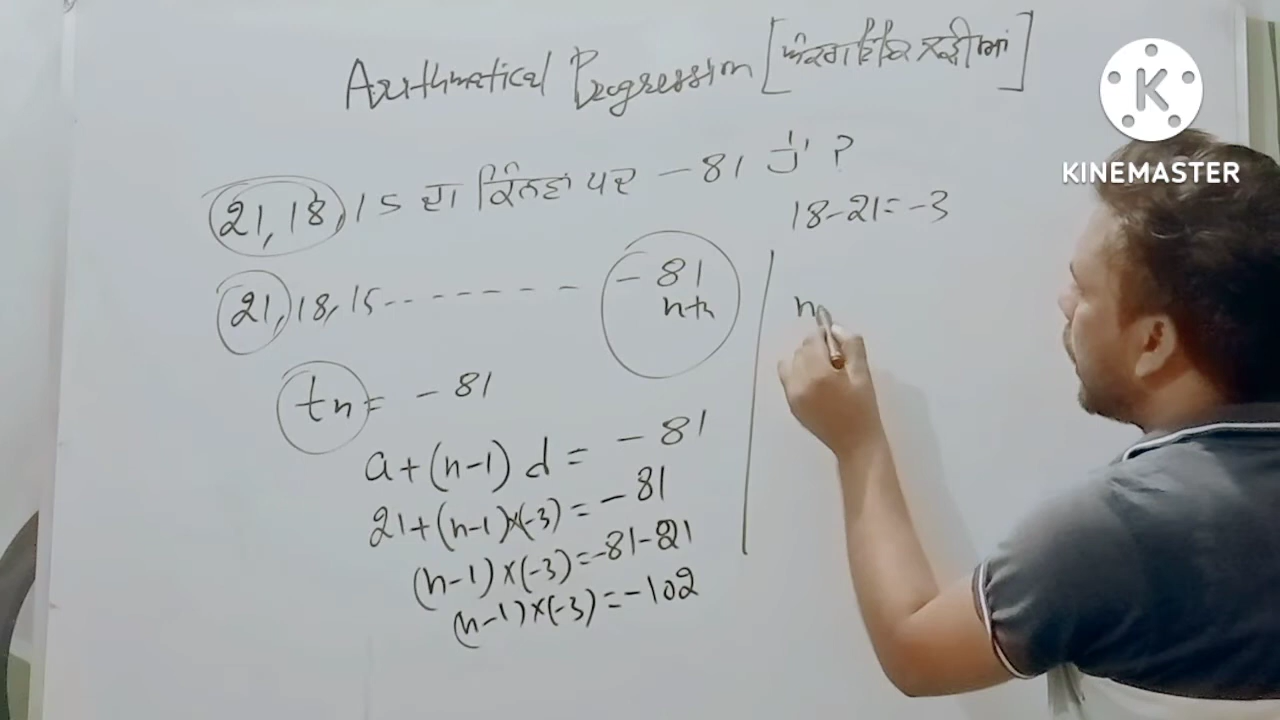 Arithmatical Progression [ਅੰਕਗਣਿਤਿਕ ਲੜੀਆਂ]
KINEMASTER
21, 18, 15 ਦਾ ਕਿੰਨਵਾਂ ਪਦ -81 ਹੈ ?
18-21=-3
21, 18, 15------- -81
nth
n
tn= -81
a+(n-1) d = -81
21+(n-1)×(-3) = -81
(n-1)×(-3)=-81-21
(n-1)×(-3)=-102